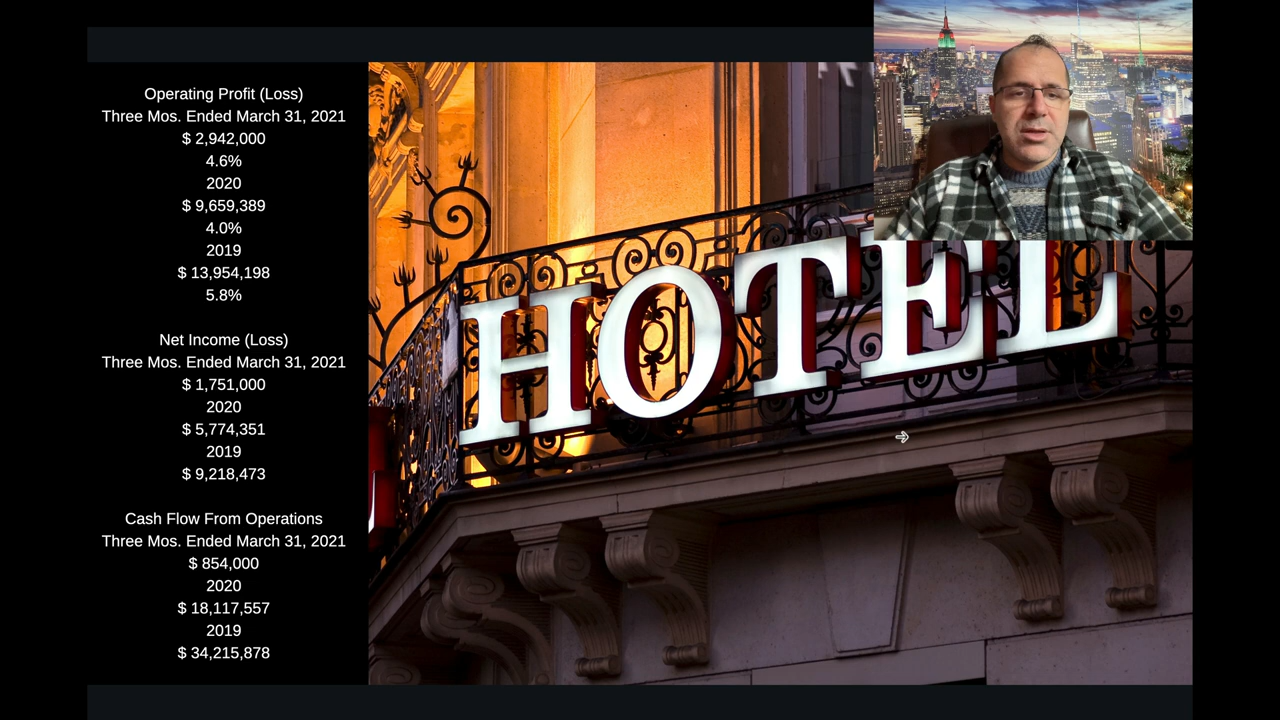 Operating Profit (Loss)
Three Mos. Ended March 31, 2021
$ 2,942,000
4.6%
2020
$ 9,659,389
4.0%
2019
$ 13,954,198
5.8%
Net Income (Loss)
Three Mos. Ended March 31, 2021
$ 1,751,000
2020
$ 5,774,351
2019
$ 9,218,473
Cash Flow From Operations
Three Mos. Ended March 31, 2021
$ 854,000
2020
$ 18,117,557
2019
$ 34,215,878
HOTEL